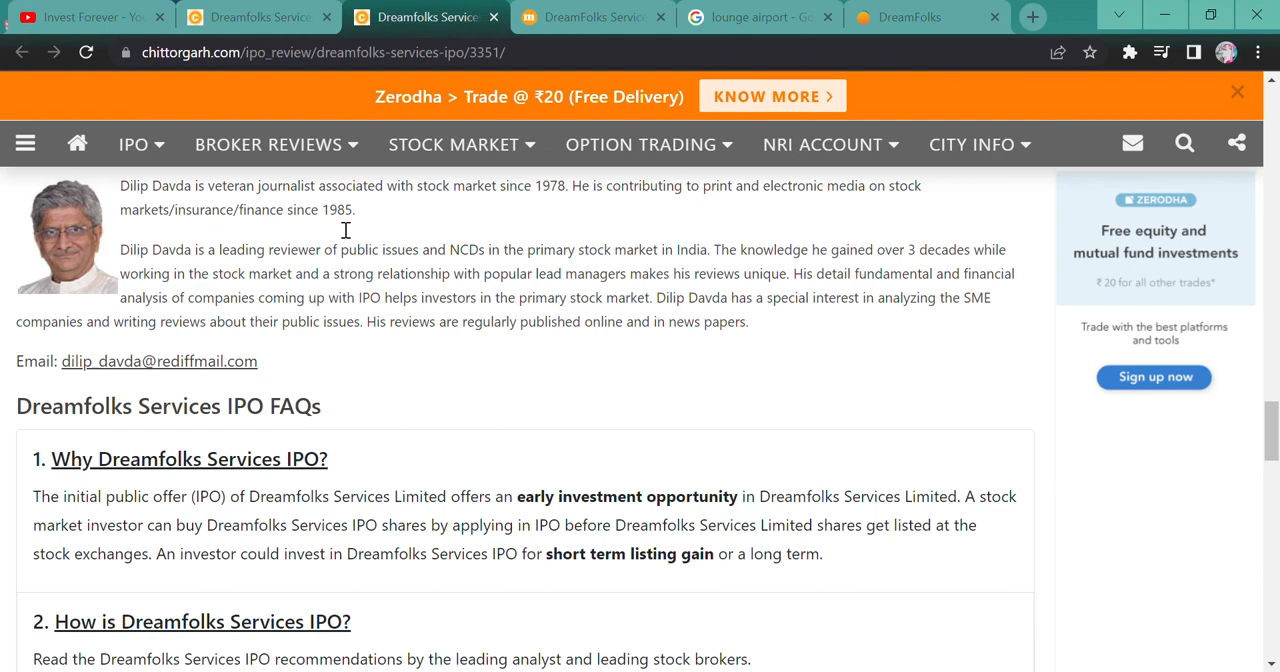 Invest Forever - You
Dreamfolks Service
Dreamfolks Service
DreamFolks Service
lounge airport - Go
DreamFolks
chittorgarh.com/ipo_review/dreamfolks-services-ipo/3351/
Zerodha > Trade @ ₹20 (Free Delivery)
KNOW MORE >
IPO
BROKER REVIEWS
STOCK MARKET
OPTION TRADING
NRI ACCOUNT
CITY INFO
Dilip Davda is veteran journalist associated with stock market since 1978. He is contributing to print and electronic media on stock
markets/insurance/finance since 1985.
Dilip Davda is a leading reviewer of public issues and NCDs in the primary stock market in India. The knowledge he gained over 3 decades while
working in the stock market and a strong relationship with popular lead managers makes his reviews unique. His detail fundamental and financial
analysis of companies coming up with IPO helps investors in the primary stock market. Dilip Davda has a special interest in analyzing the SME
companies and writing reviews about their public issues. His reviews are regularly published online and in news papers.
Email: dilip_davda@rediffmail.com
Dreamfolks Services IPO FAQs
1. Why Dreamfolks Services IPO?
The initial public offer (IPO) of Dreamfolks Services Limited offers an early investment opportunity in Dreamfolks Services Limited. A stock
market investor can buy Dreamfolks Services IPO shares by applying in IPO before Dreamfolks Services Limited shares get listed at the
stock exchanges. An investor could invest in Dreamfolks Services IPO for short term listing gain or a long term.
2. How is Dreamfolks Services IPO?
Read the Dreamfolks Services IPO recommendations by the leading analyst and leading stock brokers.
ZERODHA
Free equity and
mutual fund investments
₹ 20 for all other trades*
Trade with the best platforms
and tools
Sign up now